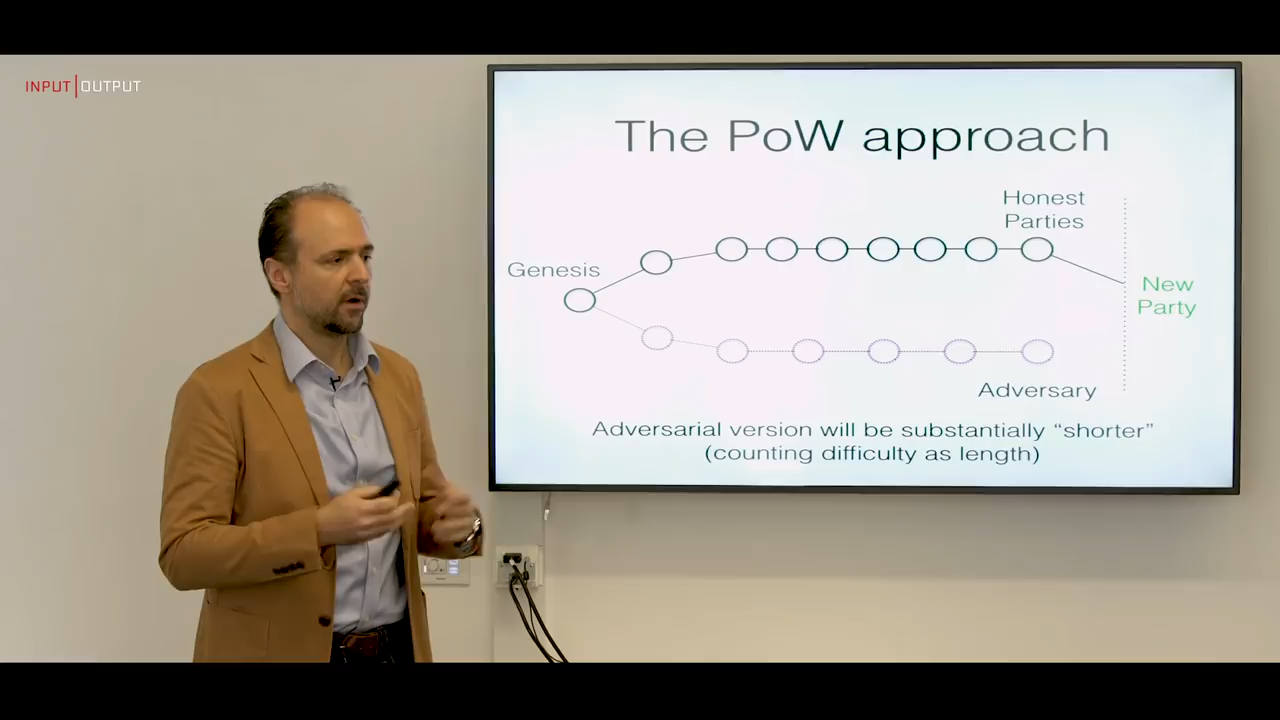 INPUT|OUTPUT
The PoW approach
Honest
Parties
Genesis
New
Party
Adversary
Adversarial version will be substantially “shorter”
(counting difficulty as length)